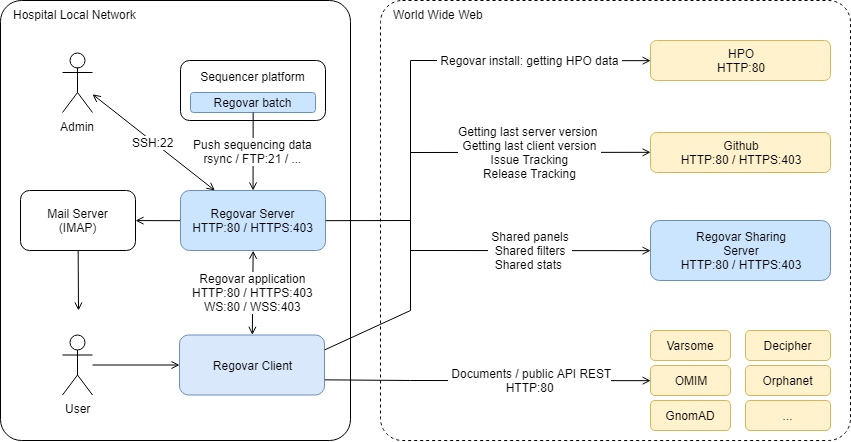 Hospital Local Network
World Wide Web
Admin
Sequencer platform
Regovar batch
SSH:22
Push sequencing data
rsync / FTP:21 / ...
Mail Server
(IMAP)
Regovar Server
HTTP:80 / HTTPS:403
Regovar application
HTTP:80 / HTTPS:403
WS:80 / WSS:403
User
Regovar Client
Regovar install: getting HPO data
HPO
HTTP:80
Getting last server version
Getting last client version
Issue Tracking
Release Tracking
Github
HTTP:80 / HTTPS:403
Shared panels
Shared filters
Shared stats
Regovar Sharing
Server
HTTP:80 / HTTPS:403
Documents / public API REST
HTTP:80
Varsome
Decipher
OMIM
Orphanet
GnomAD
...